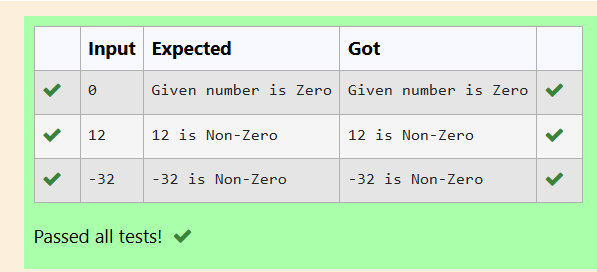 Input Expected Got
0 Given number is Zero Given number is Zero
12 12 is Non-Zero 12 is Non-Zero
-32 -32 is Non-Zero -32 is Non-Zero
Passed all tests!